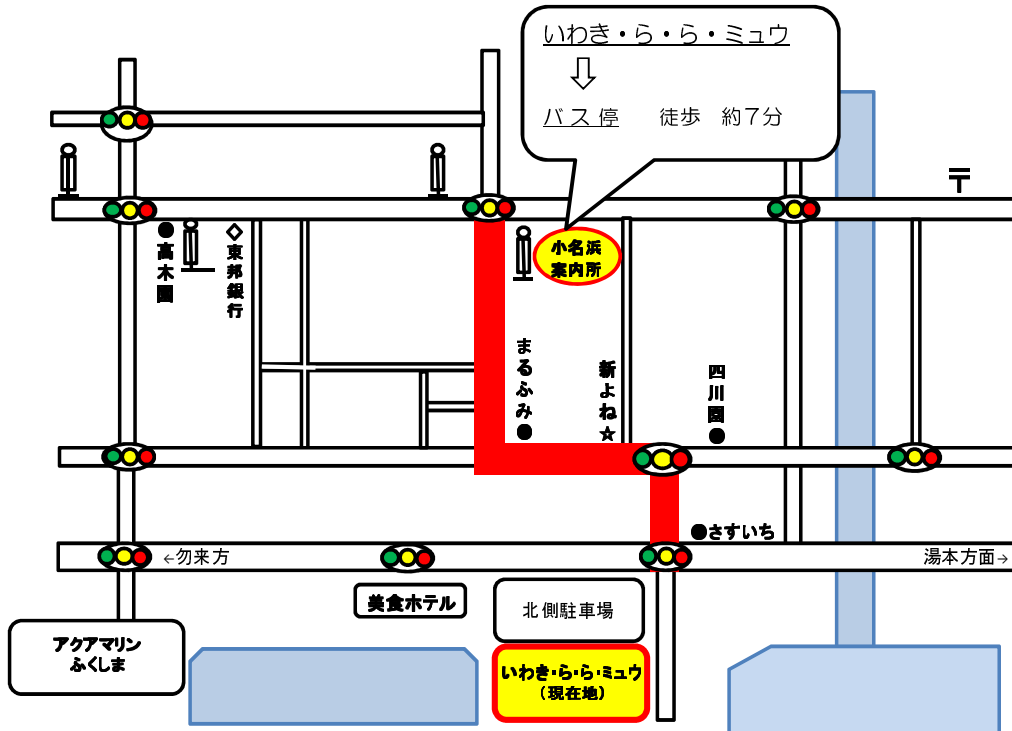 いわき・ら・ら・ミュウ
⇩
バス停　徒歩　約７分
〒
小名浜
案内所
●高木園
◇東邦銀行
まるふみ●
新よね☆
四川園●
●さすいち
←勿来方
湯本方面→
美食ホテル
北側駐車場
アクアマリン
ふくしま
いわき・ら・ら・ミュウ
（現在地）